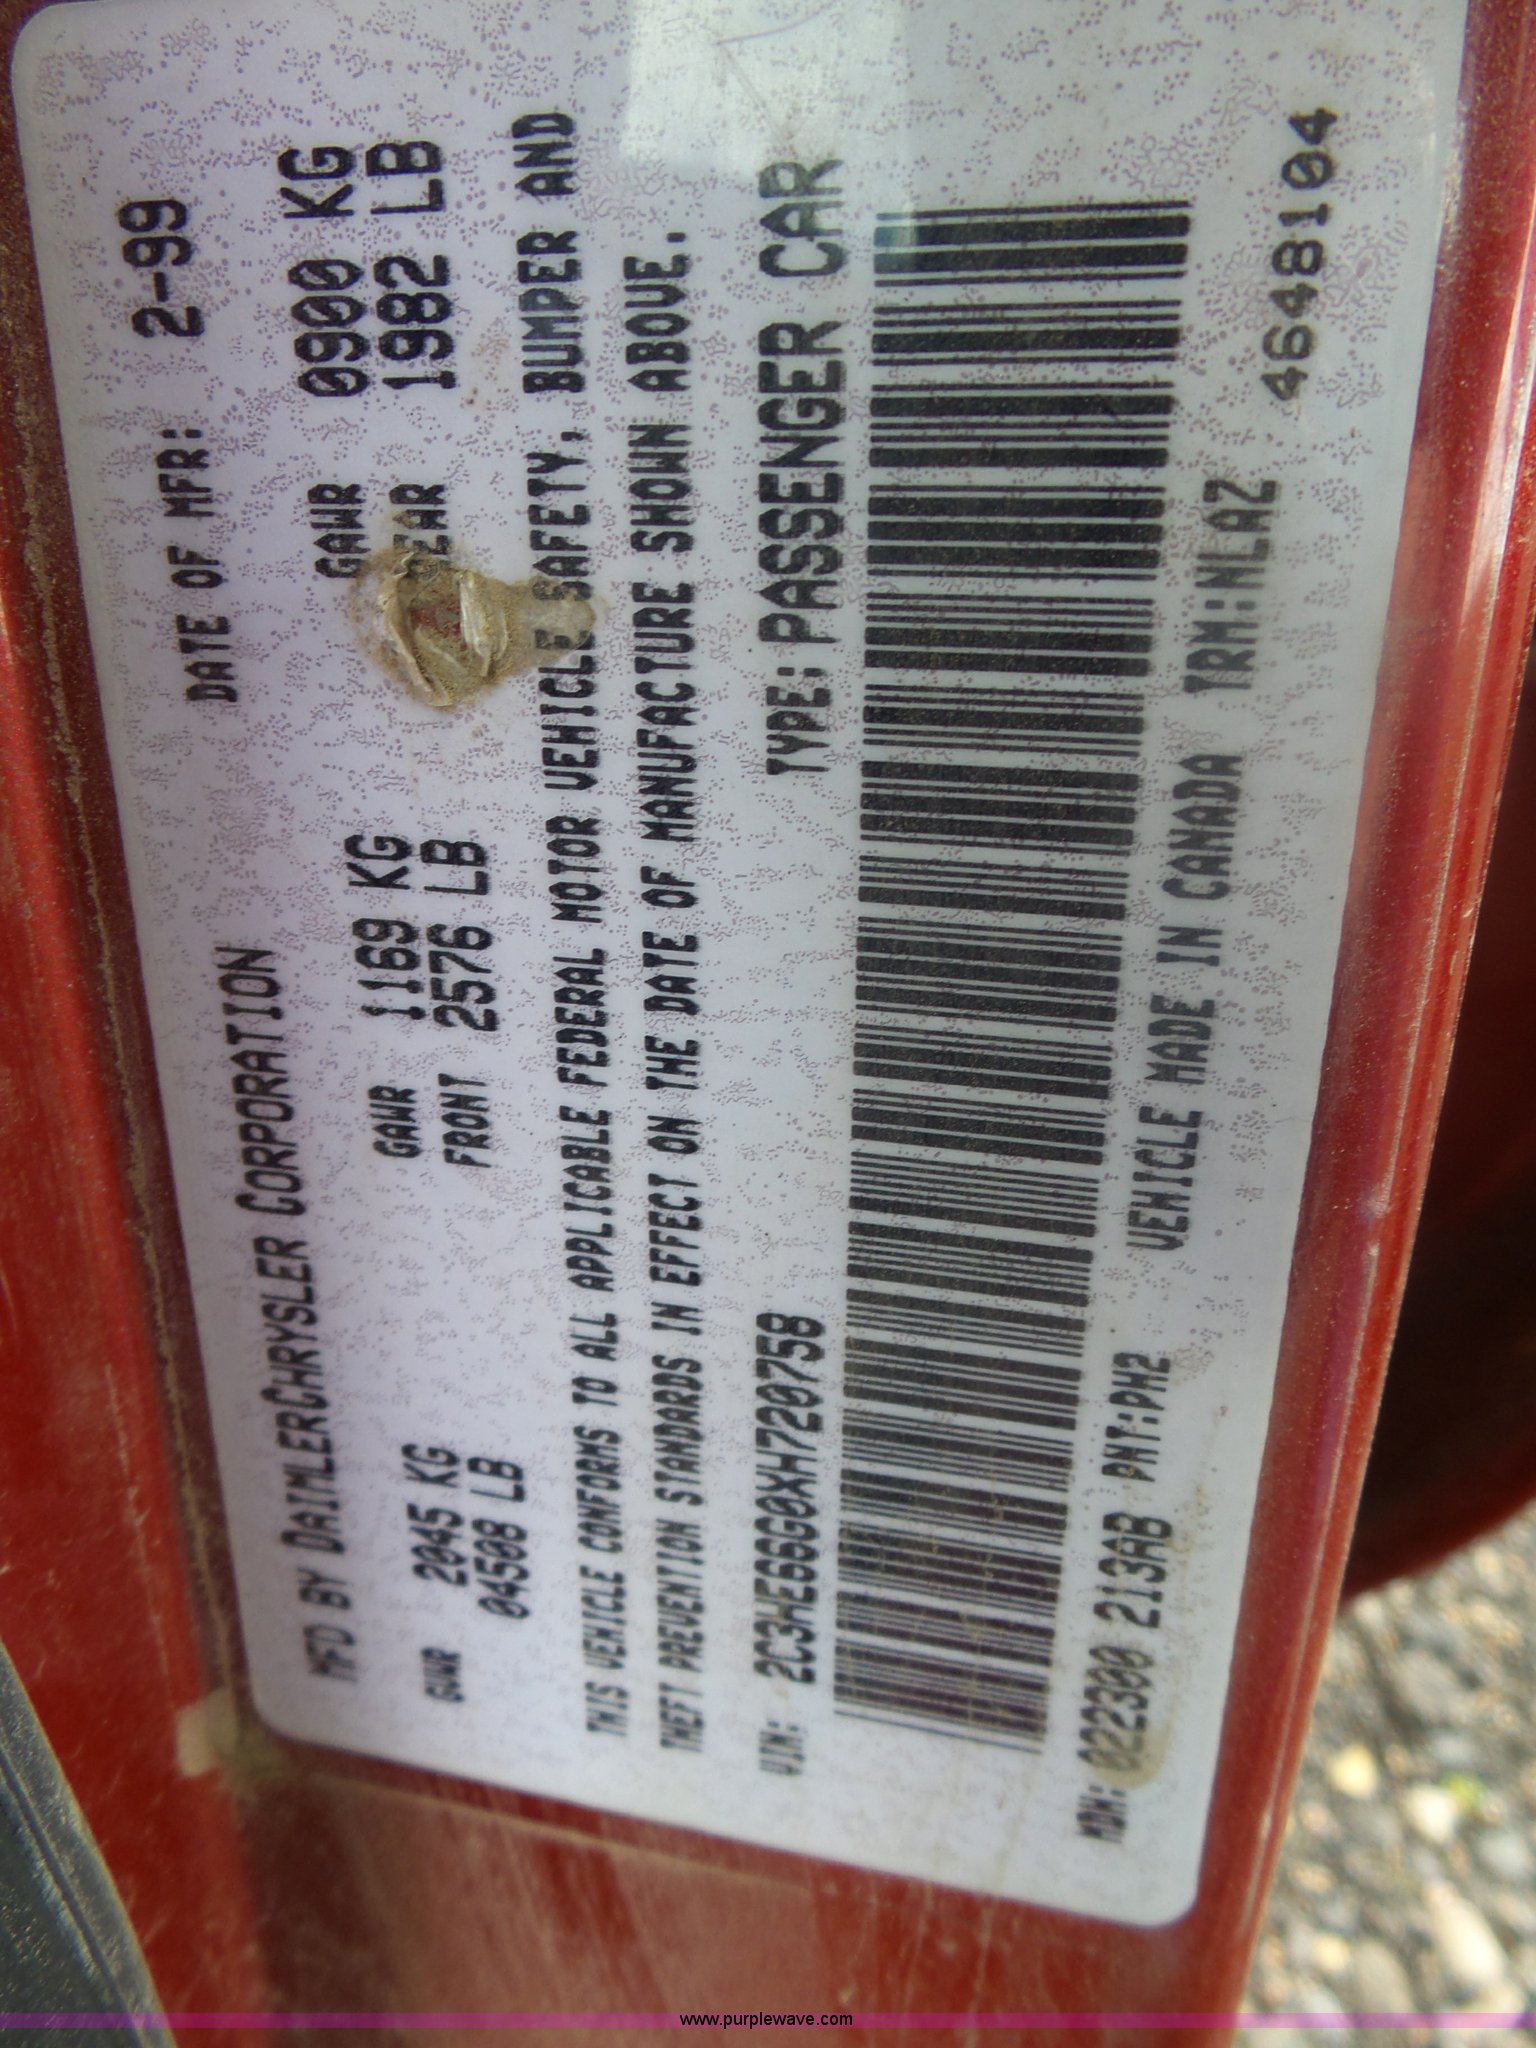 MFD BY DAIMLERCHRYSLER CORPORATION DATE OF MFR: 2-99
GVWR 2045 KG GAWR 1169 KG GAWR 0900 KG
04508 LB FRONT 2576 LB REAR 1982 LB
THIS VEHICLE CONFORMS TO ALL APPLICABLE FEDERAL MOTOR VEHICLE SAFETY, BUMPER AND
THEFT PREVENTION STANDARDS IN EFFECT ON THE DATE OF MANUFACTURE SHOWN ABOVE.
VIN: 2C3HE66G0XH720758 TYPE: PASSENGER CAR
MDH: 022300 213AB PNT:PH2 VEHICLE MADE IN CANADA TRM:NLAZ
4648104
www.purplewave.com